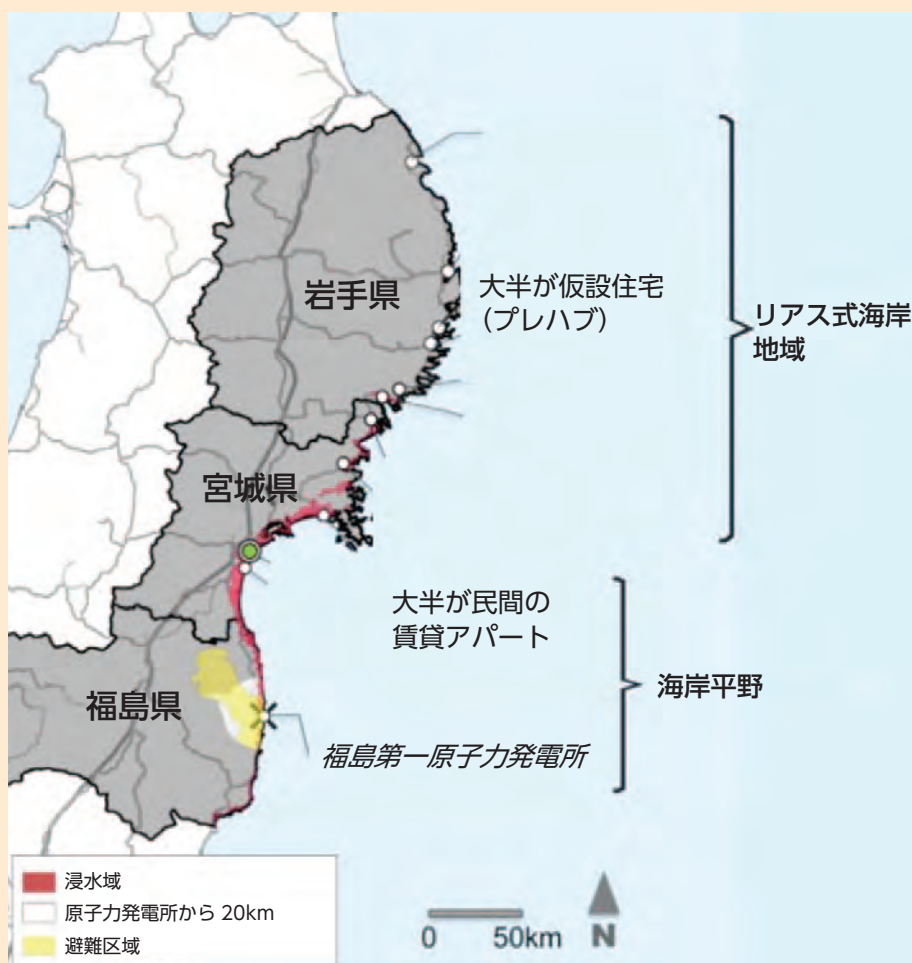 岩手県
大半が仮設住宅
（プレハブ）
リアス式海岸
地域
宮城県
大半が民間の
賃貸アパート
海岸平野
福島県
福島第一原子力発電所
浸水域
原子力発電所から 20km
避難区域
0 50km N